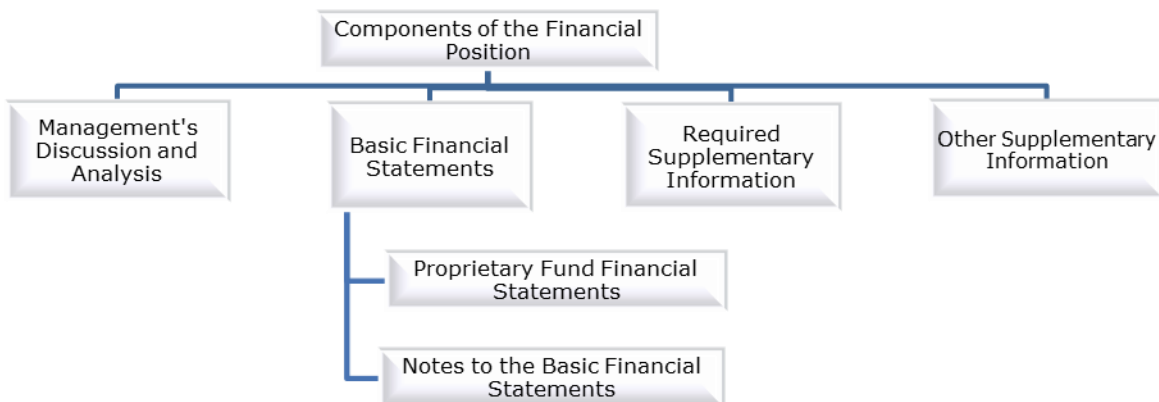 Components of the Financial
Position
Management's
Discussion and
Analysis
Basic Financial
Statements
Required
Supplementary
Information
Other Supplementary
Information
Proprietary Fund Financial
Statements
Notes to the Basic Financial
Statements